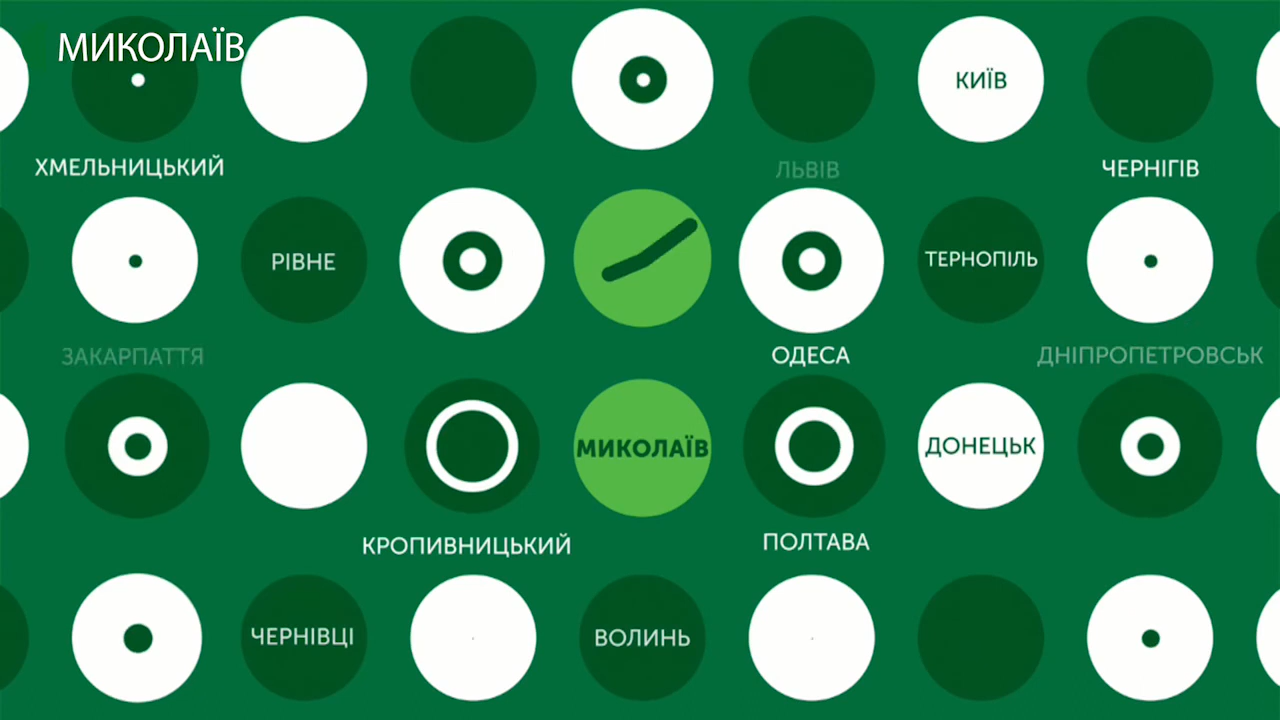 МИКОЛАЇВ
КИЇВ
ХМЕЛЬНИЦЬКИЙ
ЛЬВІВ
ЧЕРНІГІВ
РІВНЕ
ТЕРНОПІЛЬ
ЗАКАРПАТТЯ
ОДЕСА
ДНІПРОПЕТРОВСЬК
МИКОЛАЇВ
ДОНЕЦЬК
КРОПИВНИЦЬКИЙ
ПОЛТАВА
ЧЕРНІВЦІ
ВОЛИНЬ